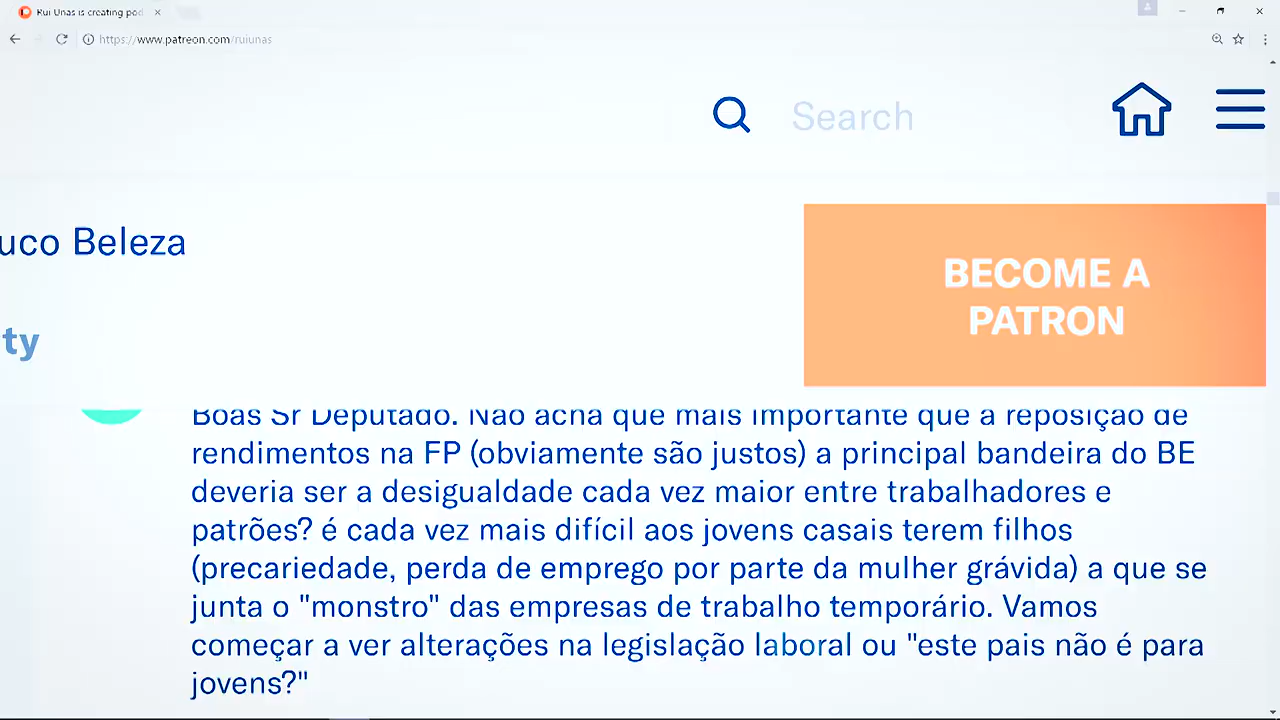 Rui Unas is creating pod
https://www.patreon.com/ruiunas
Search
uco Beleza
BECOME A
PATRON
ty
Boas Sr Deputado. Não acha que mais importante que a reposição de
rendimentos na FP (obviamente são justos) a principal bandeira do BE
deveria ser a desigualdade cada vez maior entre trabalhadores e
patrões? é cada vez mais difícil aos jovens casais terem filhos
(precariedade, perda de emprego por parte da mulher grávida) a que se
junta o "monstro" das empresas de trabalho temporário. Vamos
começar a ver alterações na legislação laboral ou "este pais não é para
jovens?"